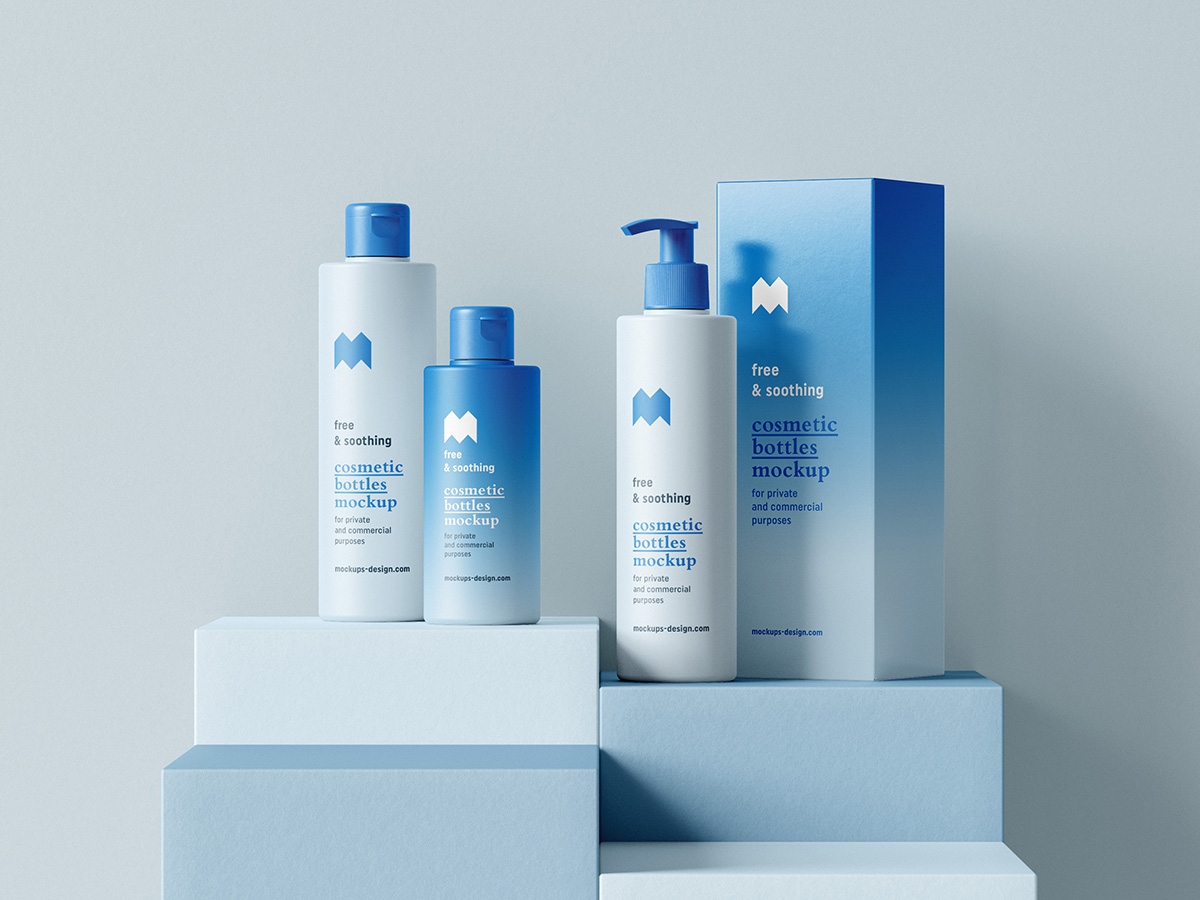 free
& soothing
cosmetic
bottles
mockup
for private
and commercial
purposes
mockups-design.com
free
& soothing
cosmetic
bottles
mockup
for private
and commercial
purposes
mockups-design.com
free
& soothing
cosmetic
bottles
mockup
for private
and commercial
purposes
mockups-design.com
free
& soothing
cosmetic
bottles
mockup
for private
and commercial
purposes
mockups-design.com